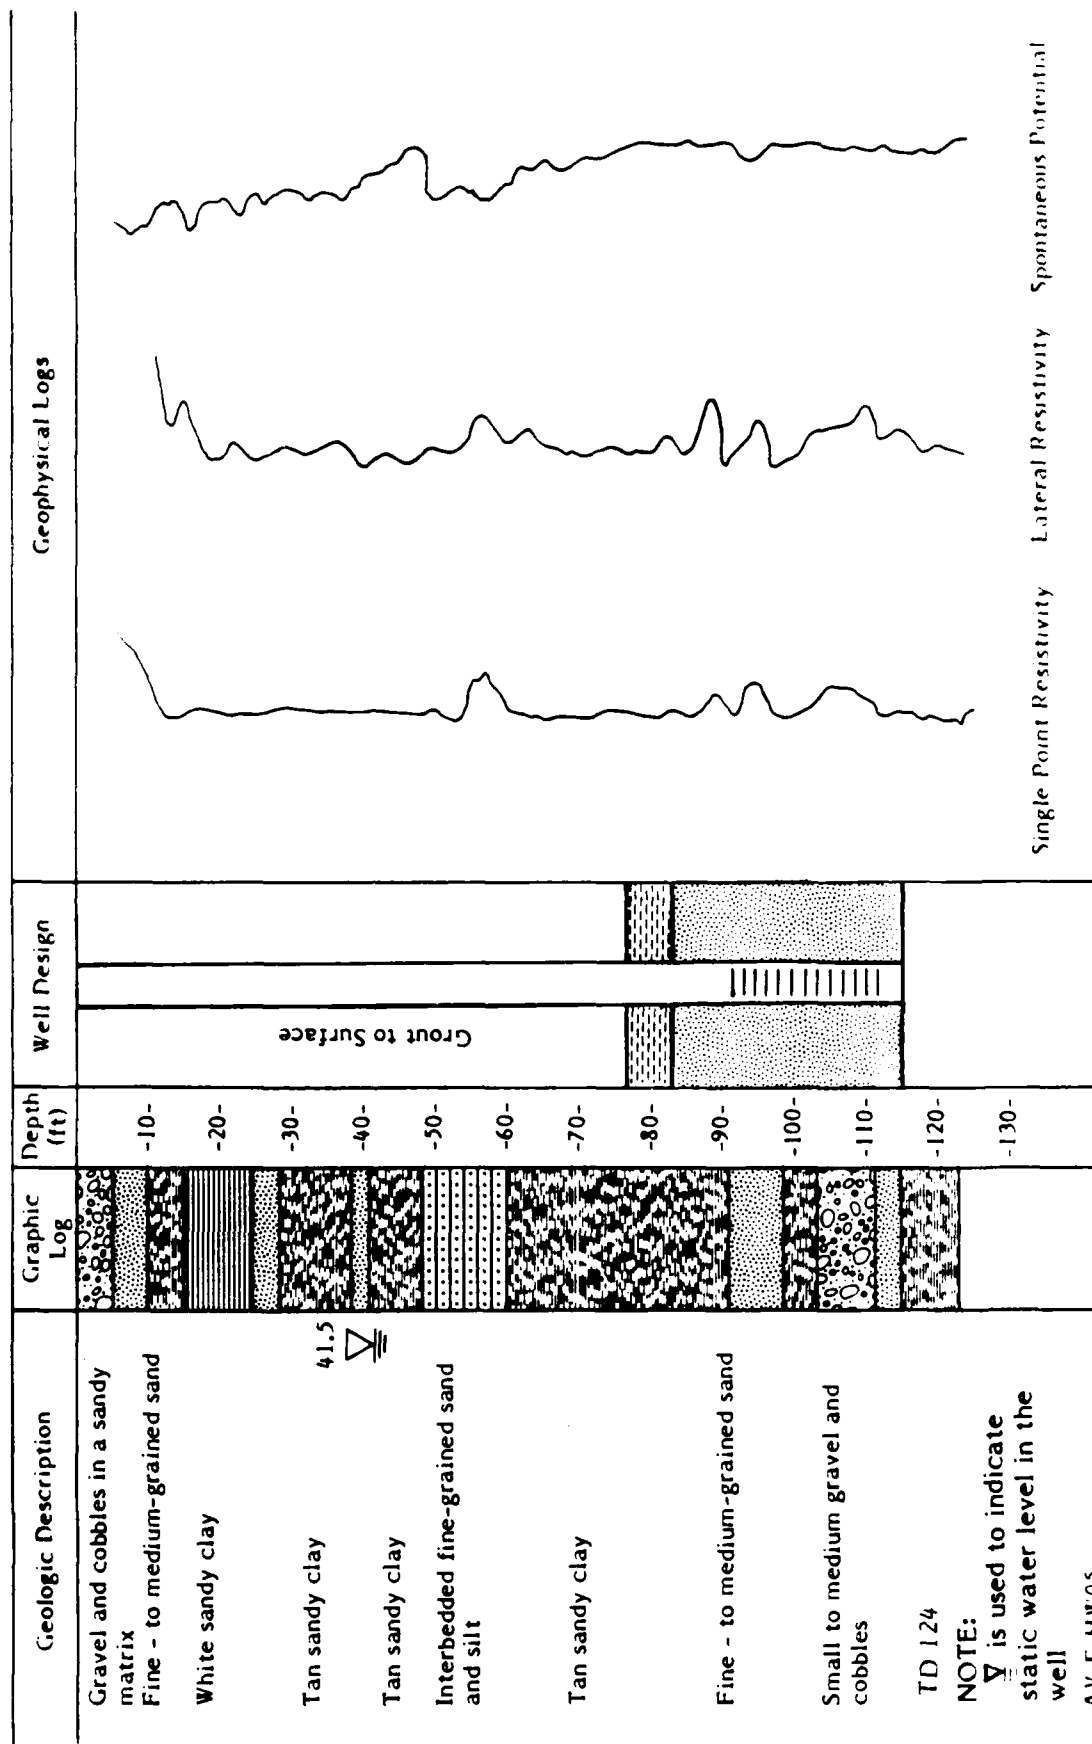 Geologic Description
Graphic
Log
Depth
(ft)
Well Design
Geophysical Logs
Gravel and cobbles in a sandy
matrix
Fine - to medium-grained sand
White sandy clay
Tan sandy clay
41.5
Tan sandy clay
Interbedded fine-grained sand
and silt
Tan sandy clay
Fine - to medium-grained sand
Small to medium gravel and
cobbles
TD 124
NOTE:
is used to indicate
static water level in the
well
-10-
-20-
-30-
-40-
-50-
-60-
-70-
-80-
-90-
-100-
-110-
-120-
-130-
Grout to Surface
Single Point Resistivity
Lateral Resistivity
Spontaneous Potential